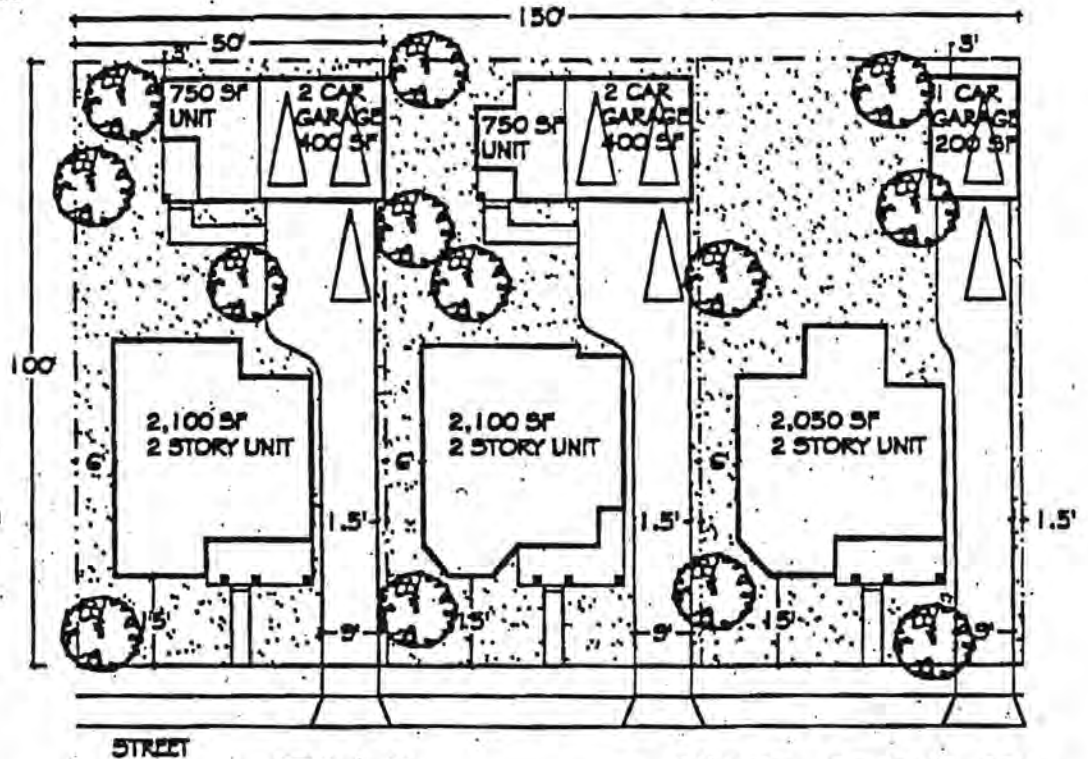 150'
50'
3'
3'
750 SF
UNIT
2 CAR
GARAGE
400 SF
750 SF
UNIT
2 CAR
GARAGE
400 SF
1 CAR
GARAGE
200 SF
100'
2,100 SF
2 STORY UNIT
2,100 SF
2 STORY UNIT
2,050 SF
2 STORY UNIT
1.5'
1.5'
1.5'
15'
9'
15'
9'
15'
9'
STREET